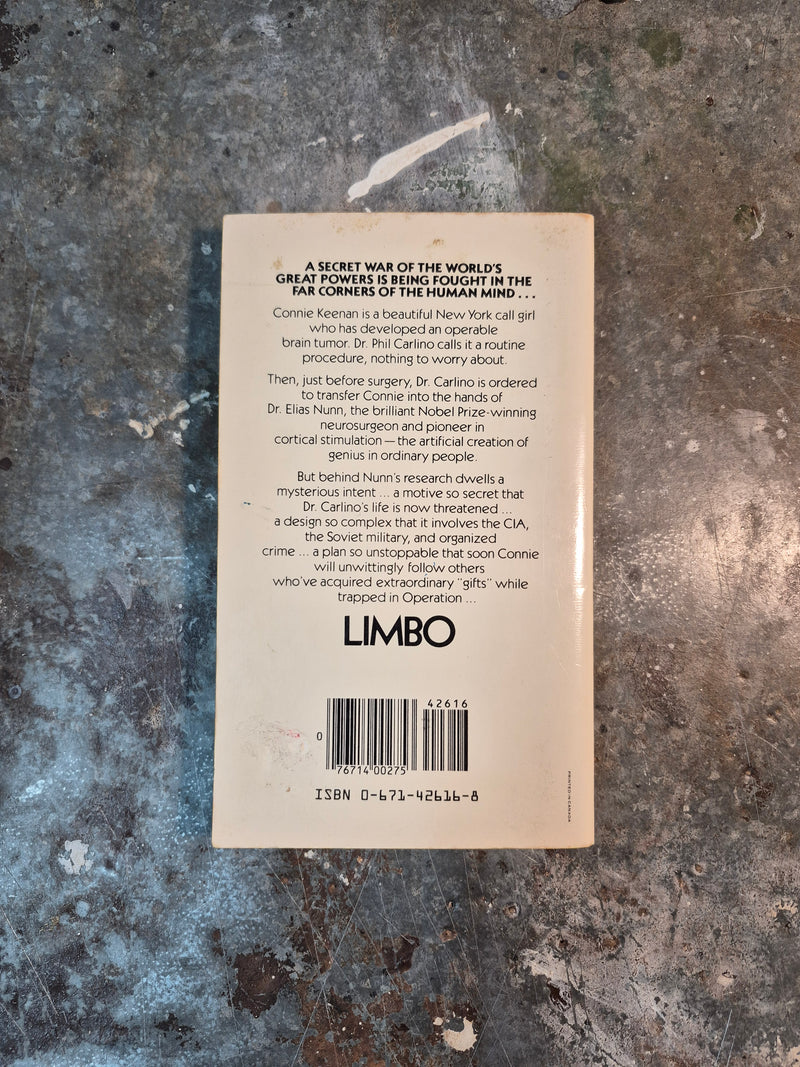 A SECRET WAR OF THE WORLD'S
GREAT POWERS IS BEING FOUGHT IN THE
FAR CORNERS OF THE HUMAN MIND . . .
Connie Keenan is a beautiful New York call girl
who has developed an operable
brain tumor. Dr. Phil Carlino calls it a routine
procedure, nothing to worry about.
Then, just before surgery, Dr. Carlino is ordered
to transfer Connie into the hands of
Dr. Elias Nunn, the brilliant Nobel Prize-winning
neurosurgeon and pioneer in
cortical stimulation — the artificial creation of
genius in ordinary people.
But behind Nunn's research dwells a
mysterious intent ... a motive so secret that
Dr. Carlino's life is now threatened ...
a design so complex that it involves the CIA,
the Soviet military, and organized
crime ... a plan so unstoppable that soon Connie
will unwittingly follow others
who've acquired extraordinary "gifts" while
trapped in Operation ...
LIMBO
42616
0
76714 00275
ISBN 0-671-42616-8
PRINTED IN CANADA